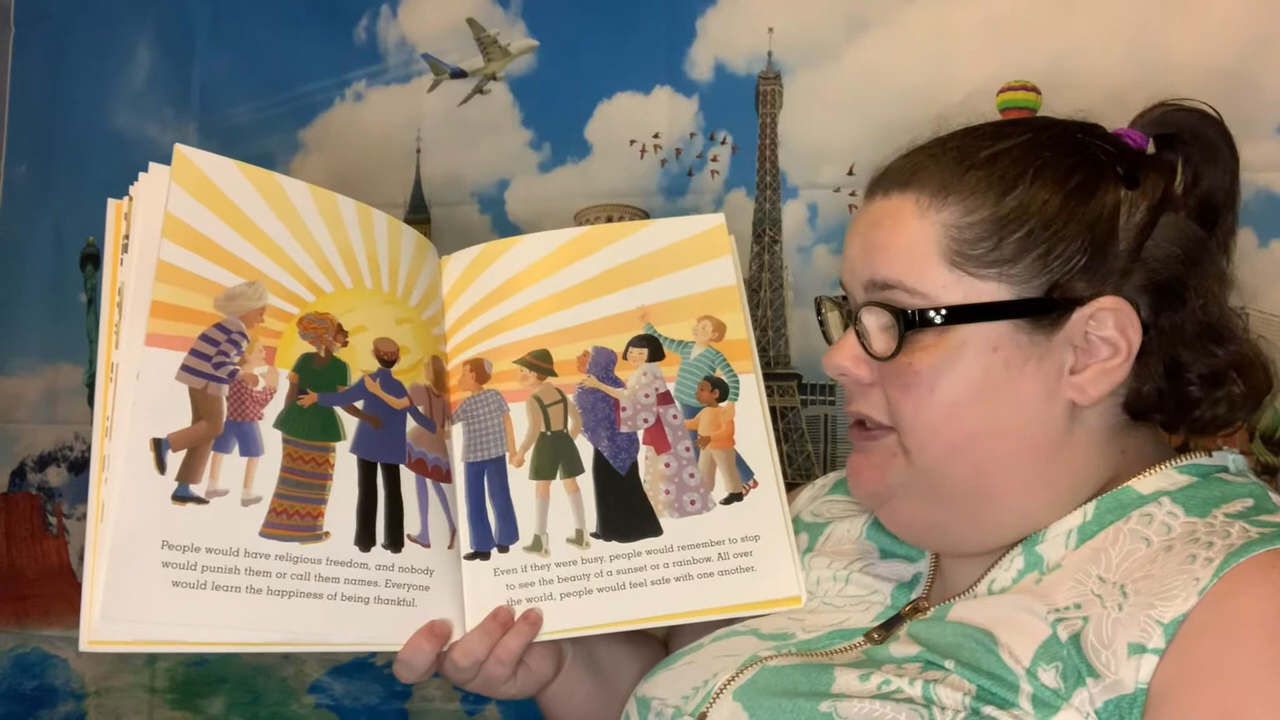 People would have religious freedom, and nobody
would punish them or call them names. Everyone
would learn the happiness of being thankful.
Even if they were busy, people would remember to stop
to see the beauty of a sunset or a rainbow. All over
the world, people would feel safe with one another.